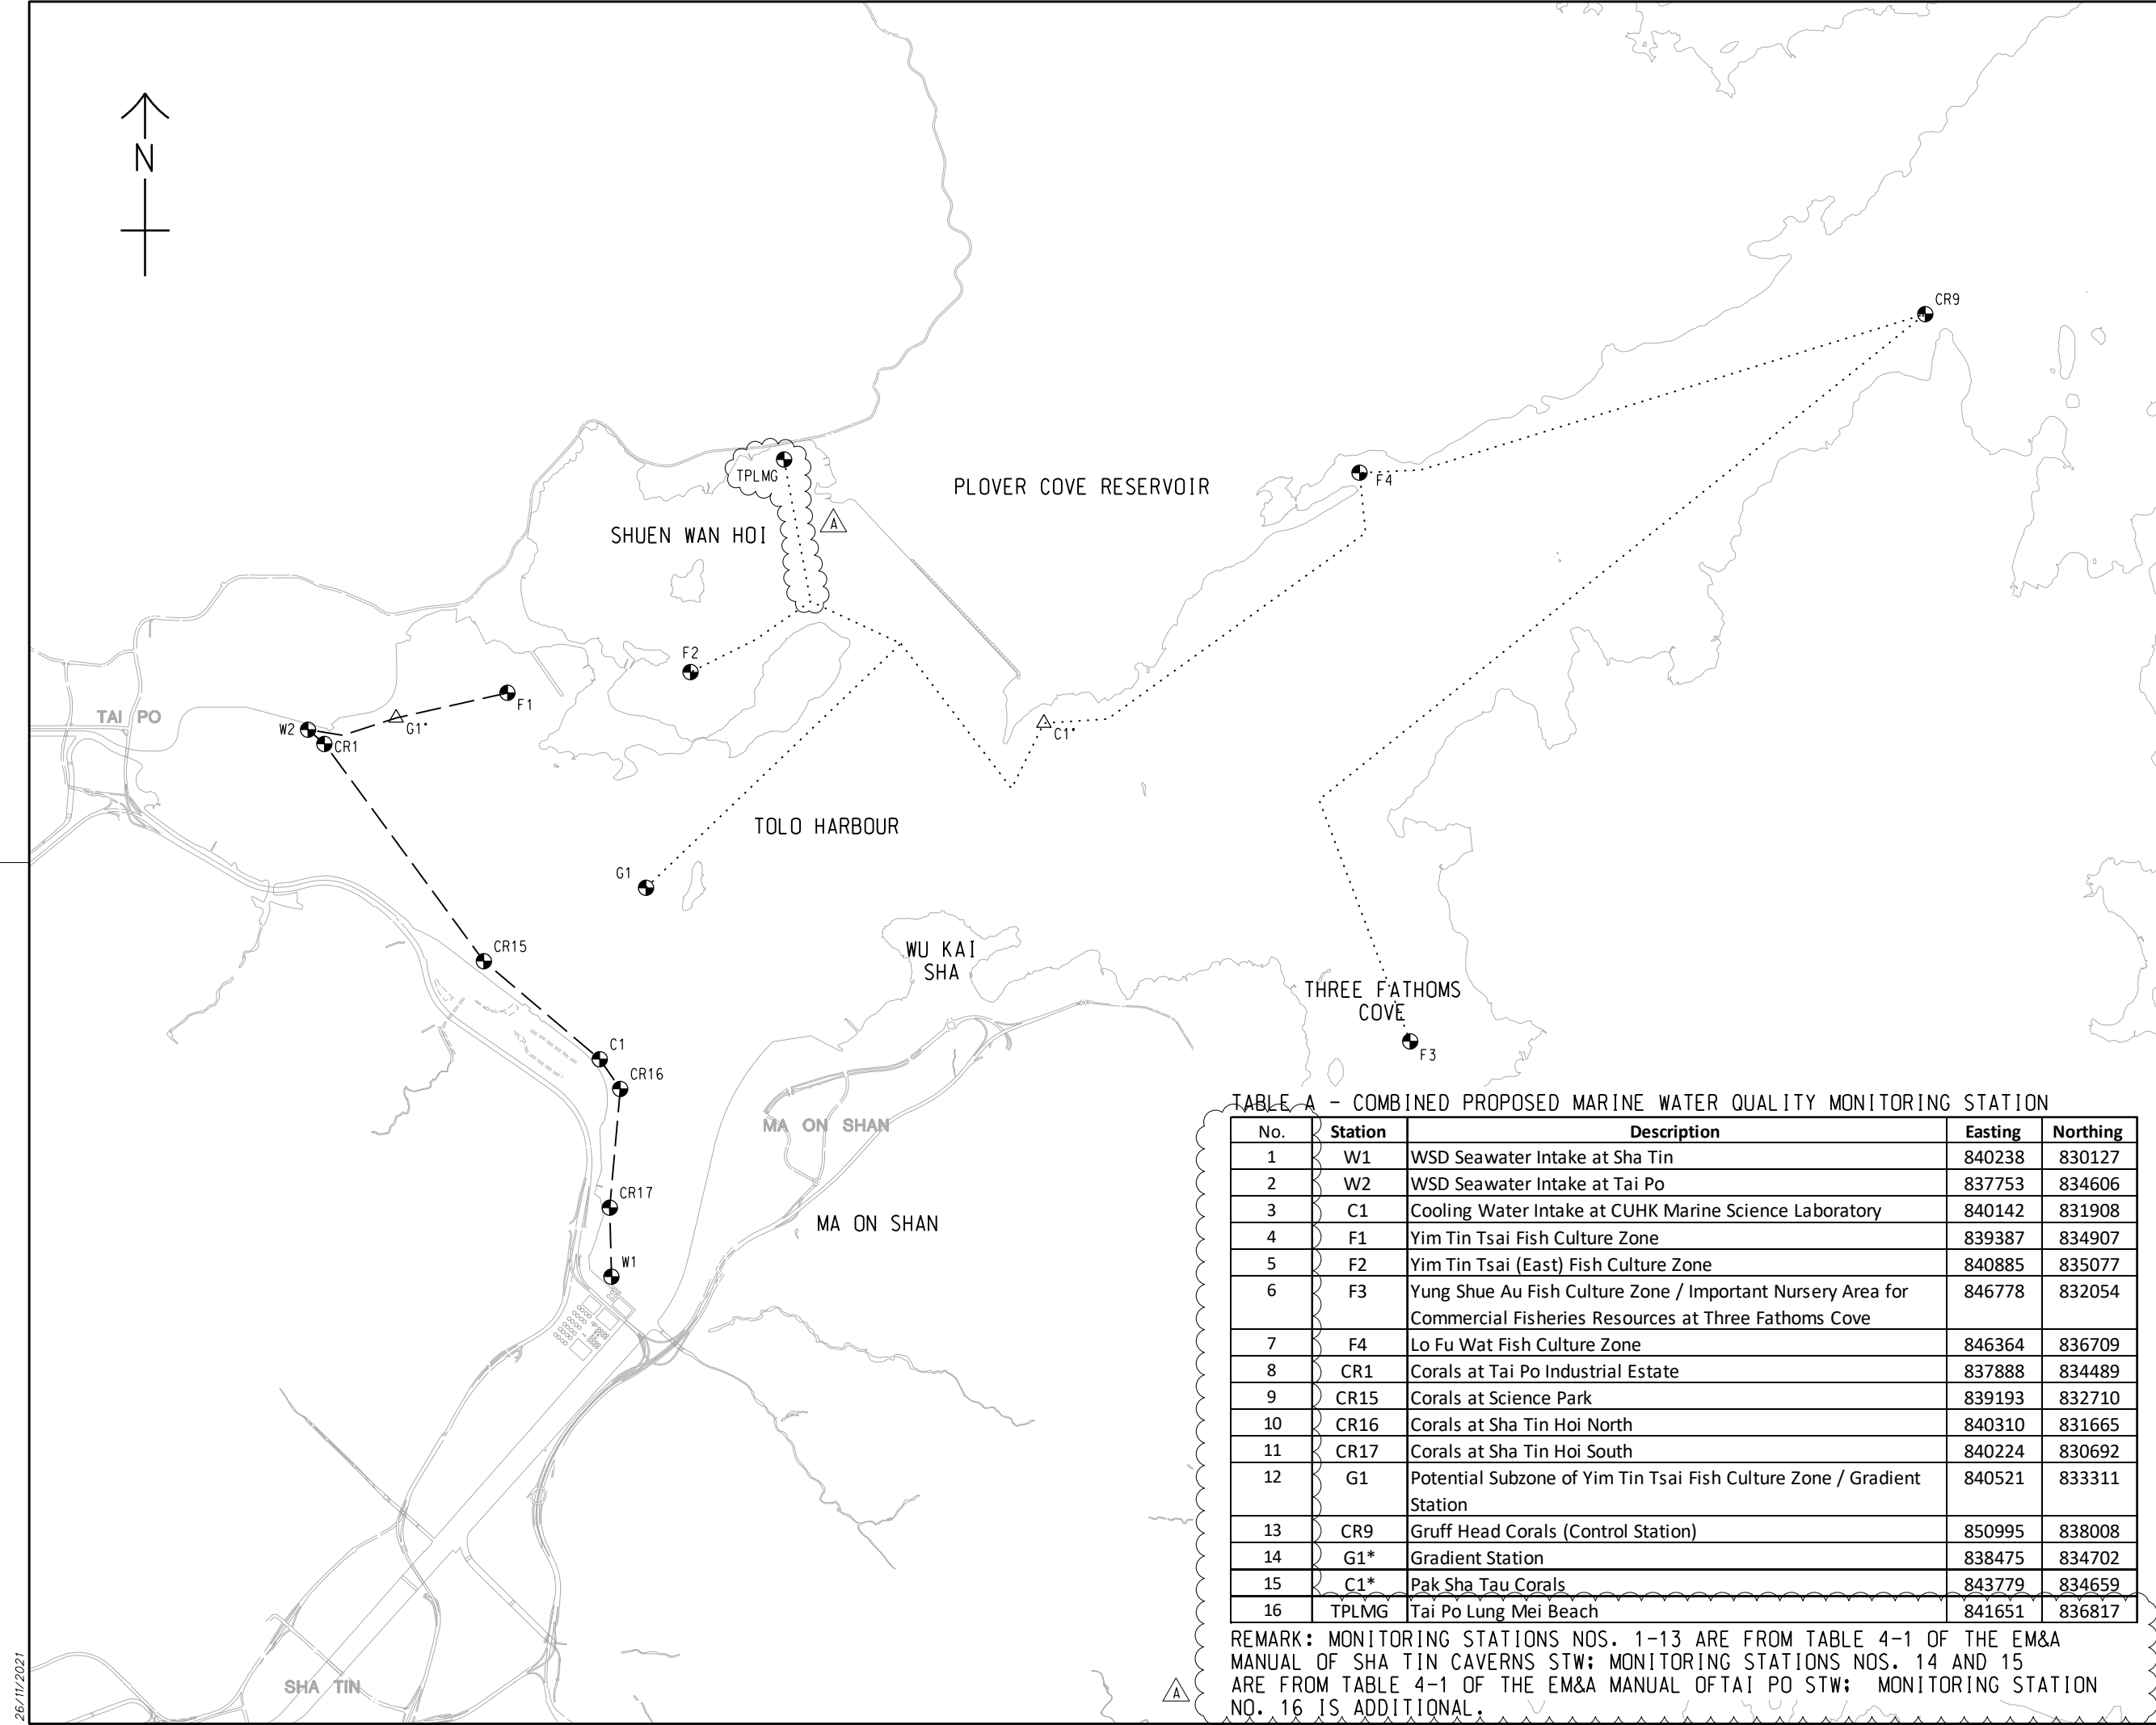 N
CR9
TPLMG
PLOVER COVE RESERVOIR
F4
A
SHUEN WAN HOI
F2
F1
TAI PO
G1*
W2
CR1
C1*
TOLO HARBOUR
G1
CR15
WU KAI
SHA
THREE FATHOMS
COVE
C1
F3
CR16
MA ON SHAN
CR17
MA ON SHAN
W1
SHA TIN
26/11/2021
A
TABLE A - COMBINED PROPOSED MARINE WATER QUALITY MONITORING STATION
No. Station Description Easting Northing
1 W1 WSD Seawater Intake at Sha Tin 840238 830127
2 W2 WSD Seawater Intake at Tai Po 837753 834606
3 C1 Cooling Water Intake at CUHK Marine Science Laboratory 840142 831908
4 F1 Yim Tin Tsai Fish Culture Zone 839387 834907
5 F2 Yim Tin Tsai (East) Fish Culture Zone 840885 835077
6 F3 Yung Shue Au Fish Culture Zone / Important Nursery Area for 846778 832054
Commercial Fisheries Resources at Three Fathoms Cove
7 F4 Lo Fu Wat Fish Culture Zone 846364 836709
8 CR1 Corals at Tai Po Industrial Estate 837888 834489
9 CR15 Corals at Science Park 839193 832710
10 CR16 Corals at Sha Tin Hoi North 840310 831665
11 CR17 Corals at Sha Tin Hoi South 840224 830692
12 G1 Potential Subzone of Yim Tin Tsai Fish Culture Zone / Gradient 840521 833311
Station
13 CR9 Gruff Head Corals (Control Station) 850995 838008
14 G1* Gradient Station 838475 834702
15 C1* Pak Sha Tau Corals 843779 834659
16 TPLMG Tai Po Lung Mei Beach 841651 836817
REMARK: MONITORING STATIONS NOS. 1-13 ARE FROM TABLE 4-1 OF THE EM&A
MANUAL OF SHA TIN CAVERNS STW; MONITORING STATIONS NOS. 14 AND 15
ARE FROM TABLE 4-1 OF THE EM&A MANUAL OFTAI PO STW; MONITORING STATION
NO. 16 IS ADDITIONAL.